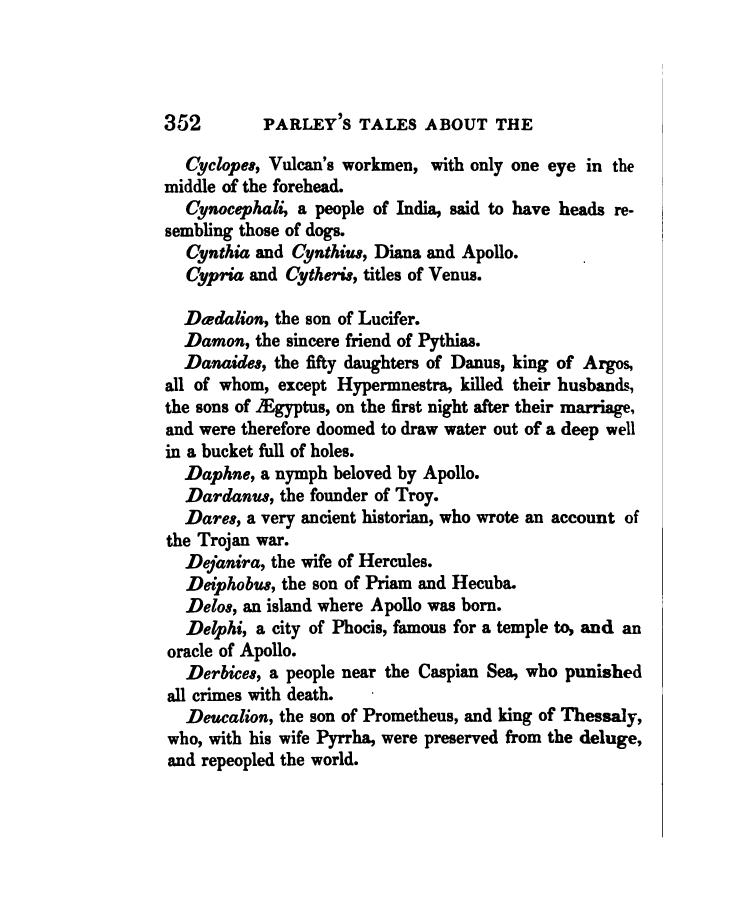 352 PARLEY'S TALES ABOUT THE
Cyclopes, Vulcan's workmen, with only one eye in the
middle of the forehead.
Cynocephali, a people of India, said to have heads re-
sembling those of dogs.
Cynthia and Cynthius, Diana and Apollo.
Cypria and Cytheris, titles of Venus.
Dædalion, the son of Lucifer.
Damon, the sincere friend of Pythias.
Danaides, the fifty daughters of Danus, king of Argos,
all of whom, except Hypermnestra, killed their husbands,
the sons of Ægyptus, on the first night after their marriage,
and were therefore doomed to draw water out of a deep well
in a bucket full of holes.
Daphne, a nymph beloved by Apollo.
Dardanus, the founder of Troy.
Dares, a very ancient historian, who wrote an account of
the Trojan war.
Dejanira, the wife of Hercules.
Deiphobus, the son of Priam and Hecuba.
Delos, an island where Apollo was born.
Delphi, a city of Phocis, famous for a temple to, and an
oracle of Apollo.
Derbices, a people near the Caspian Sea, who punished
all crimes with death.
Deucalion, the son of Prometheus, and king of Thessaly,
who, with his wife Pyrrha, were preserved from the deluge,
and repeopled the world.